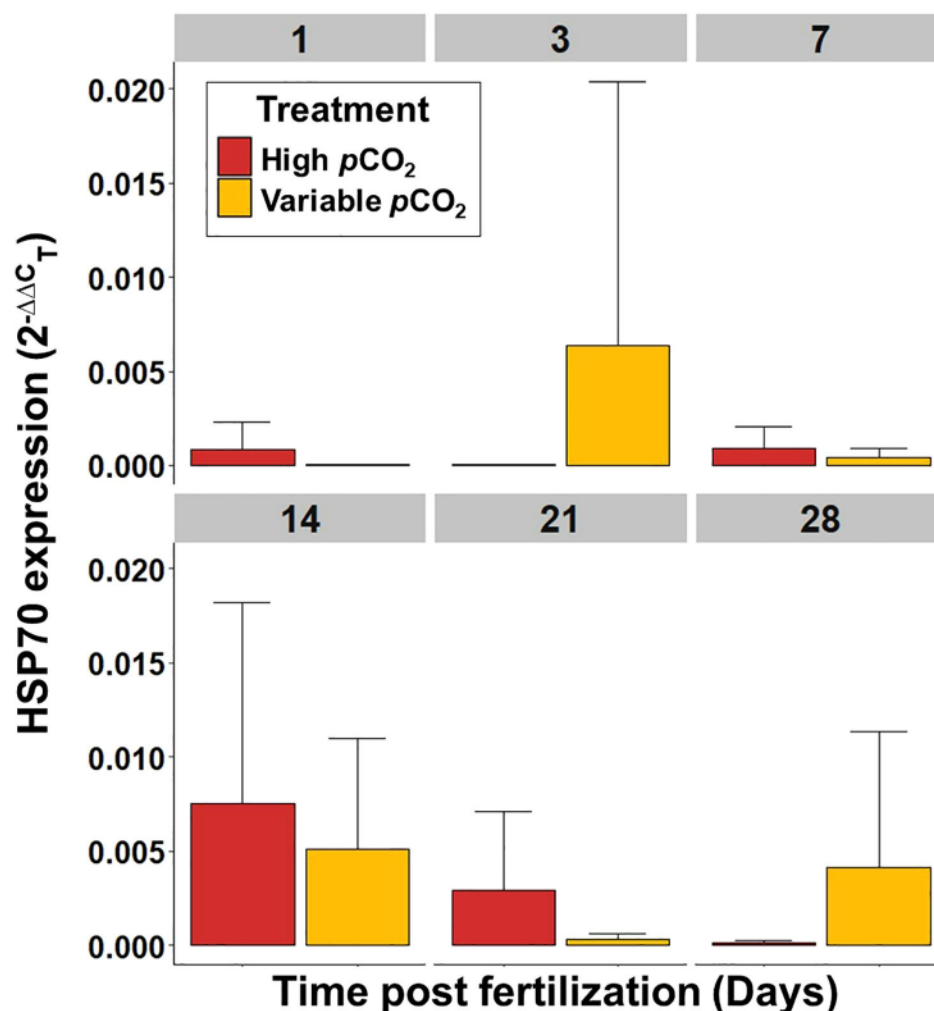 1 3 7
Treatment
High pCO₂
Variable pCO₂
0.020
0.015
0.010
0.005
0.000
HSP70 expression (2^-ΔΔC_T)
14 21 28
0.020
0.015
0.010
0.005
0.000
Time post fertilization (Days)